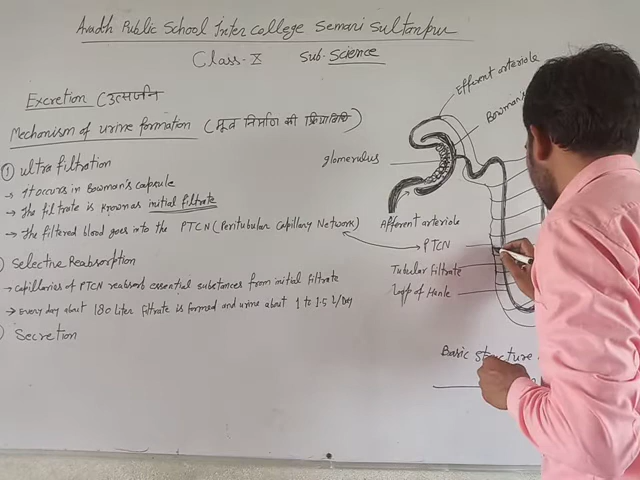 Avadh Public School Inter College Semari Sultanpur
Class-X Sub-Science
Excretion (उत्सर्जन
Mechanism of urine formation (मूत्र निर्माण की क्रियाविधि)
① ultrafiltration
→ It occurs in Bowman's capsule
→ The filtrate is known as initial filtrate
→ The filtered blood goes into the PTCN (Peritubular Capillary Network)
Selective Reabsorption
→ Capillaries of PTCN reabsorb essential substances from initial filtrate
→ Every day about 180 liter filtrate is formed and urine about 1 to 1.5 l/Day
Secretion
Efferent arteriole
Bowman's
glomerulus
Afferent arteriole
PTCN
Tubular filtrate
Loop of Henle
Basic structure